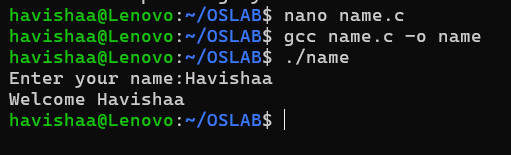 havishaa@Lenovo:~/OSLAB$ nano name.c
havishaa@Lenovo:~/OSLAB$ gcc name.c -o name
havishaa@Lenovo:~/OSLAB$ ./name
Enter your name:Havishaa
Welcome Havishaa
havishaa@Lenovo:~/OSLAB$